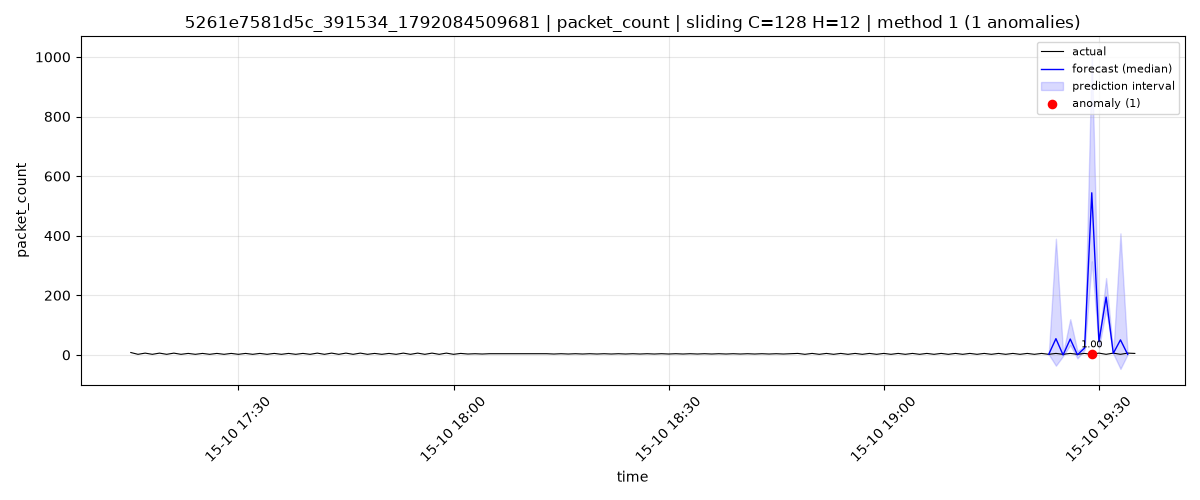 5261e7581d5c_391534_1792084509681 | packet_count | sliding C=128 H=12 | method 1 (1 anomalies)
actual
forecast (median)
prediction interval
anomaly (1)
1000
800
600
400
200
0
packet_count
1.00
15-10 17:30
15-10 18:00
15-10 18:30
15-10 19:00
15-10 19:30
time